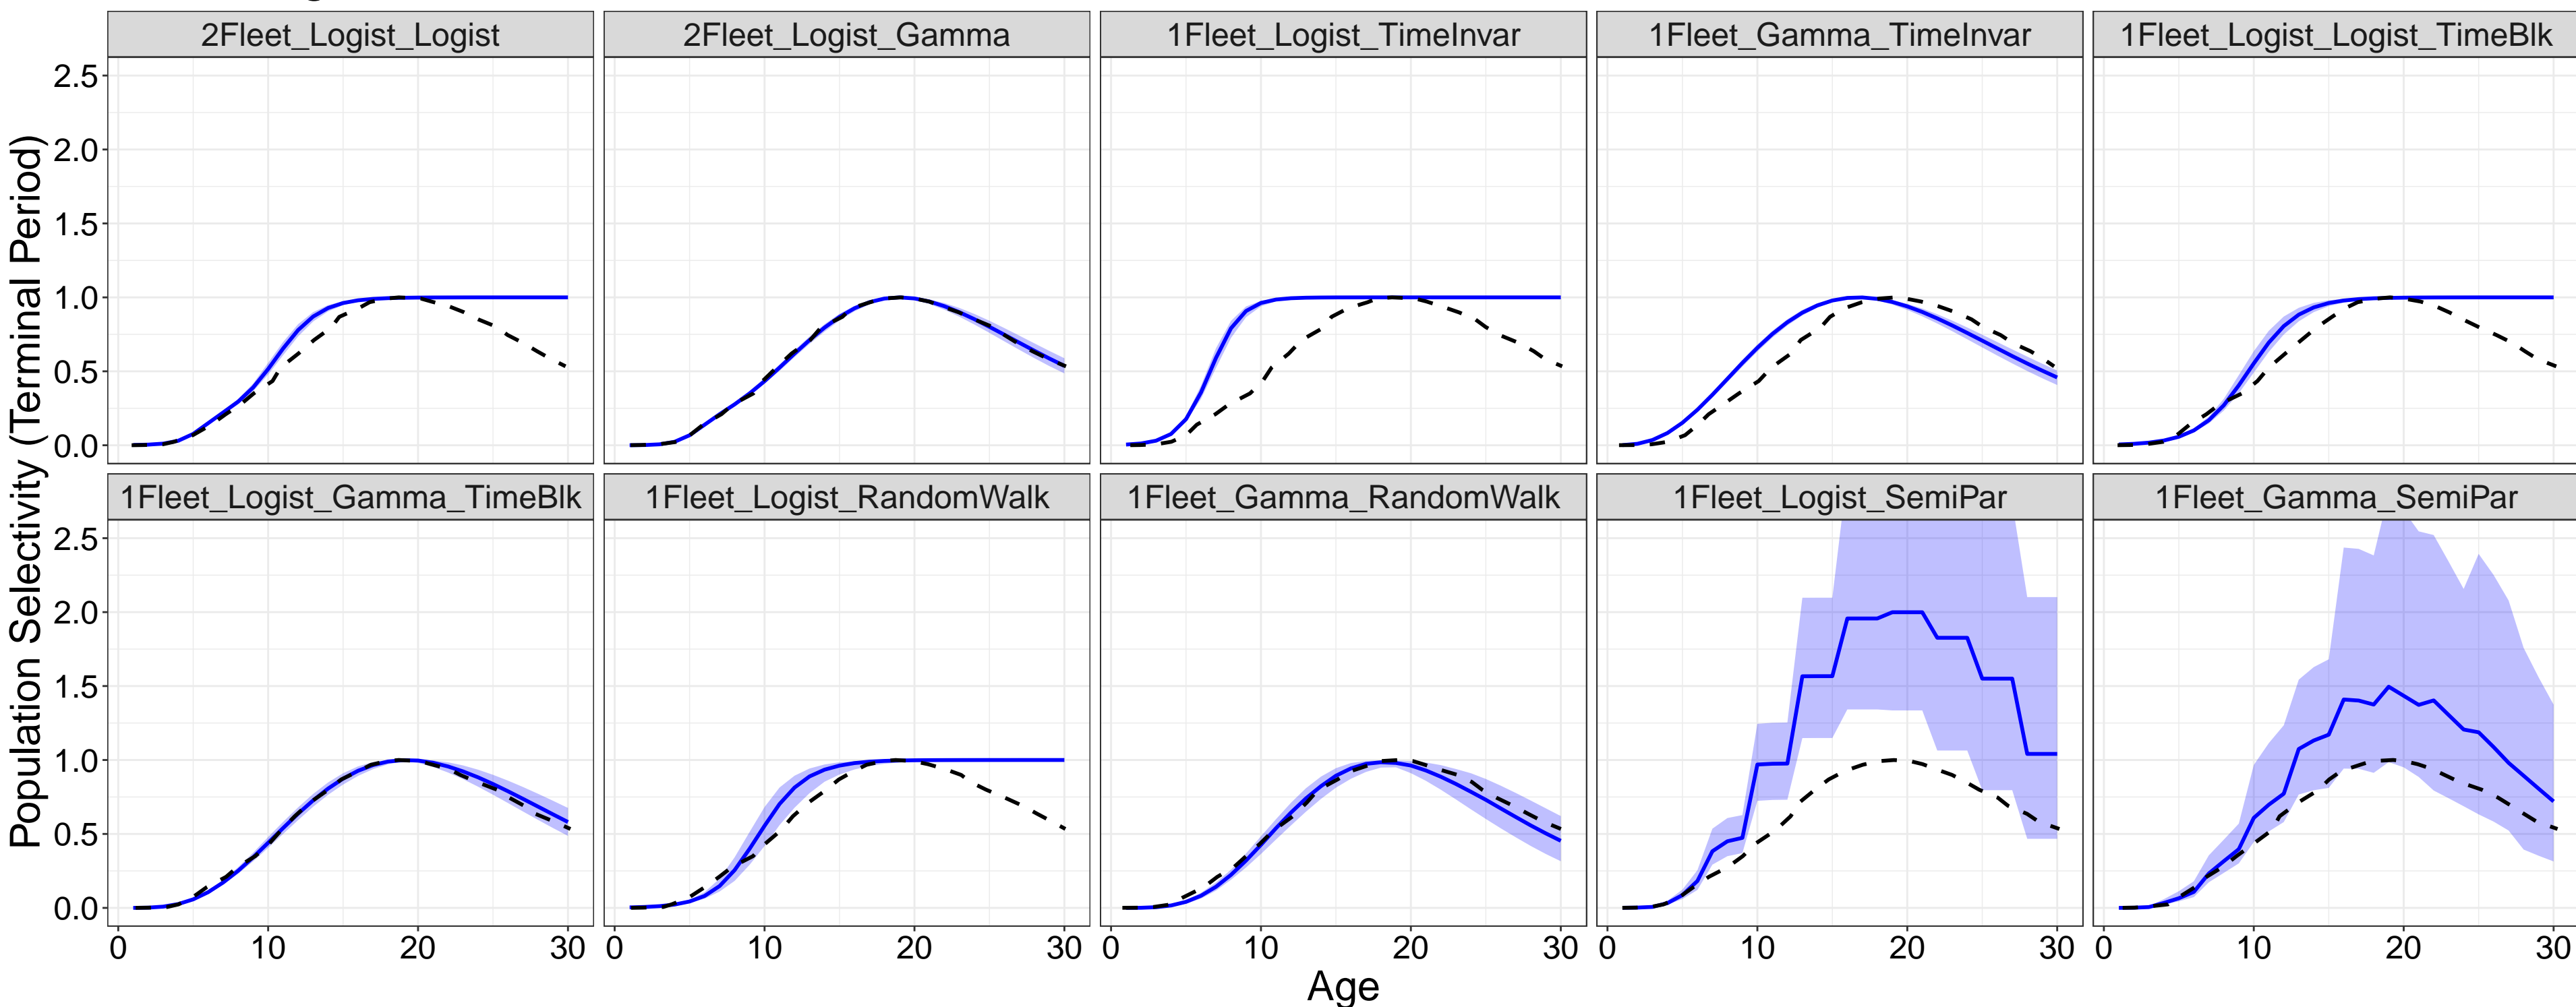 2Fleet_Logist_Logist
2Fleet_Logist_Gamma
1Fleet_Logist_TimeInvar
1Fleet_Gamma_TimeInvar
1Fleet_Logist_Logist_TimeBlk
2.5
2.0
1.5
1.0
0.5
0.0
1Fleet_Logist_Gamma_TimeBlk
1Fleet_Logist_RandomWalk
1Fleet_Gamma_RandomWalk
1Fleet_Logist_SemiPar
1Fleet_Gamma_SemiPar
2.5
2.0
1.5
1.0
0.5
0.0
0 10 20 30
0 10 20 30
0 10 20 30
0 10 20 30
0 10 20 30
Age
Population Selectivity (Terminal Period)